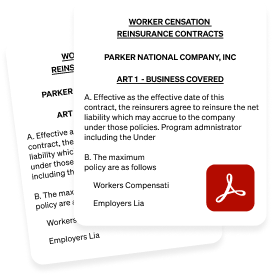 WORKER CENSATION
REINSURANCE CONTRACTS
PARKER NATIONAL COMPANY, INC
ART 1 - BUSINESS COVERED
A. Effective as the effective date of this
contract, the reinsurers agree to reinsure the net
liability which may accrue to the company
under those policies. Program admnistrator
including the Under
B. The maximum
policy are as follows
Workers Compensati
Employers Lia
WO
REINS
PARKER
ART
A. Effective a
contract, the
liability whic
under those
including th
B. The max
policy are a
Workers
Employers Lia